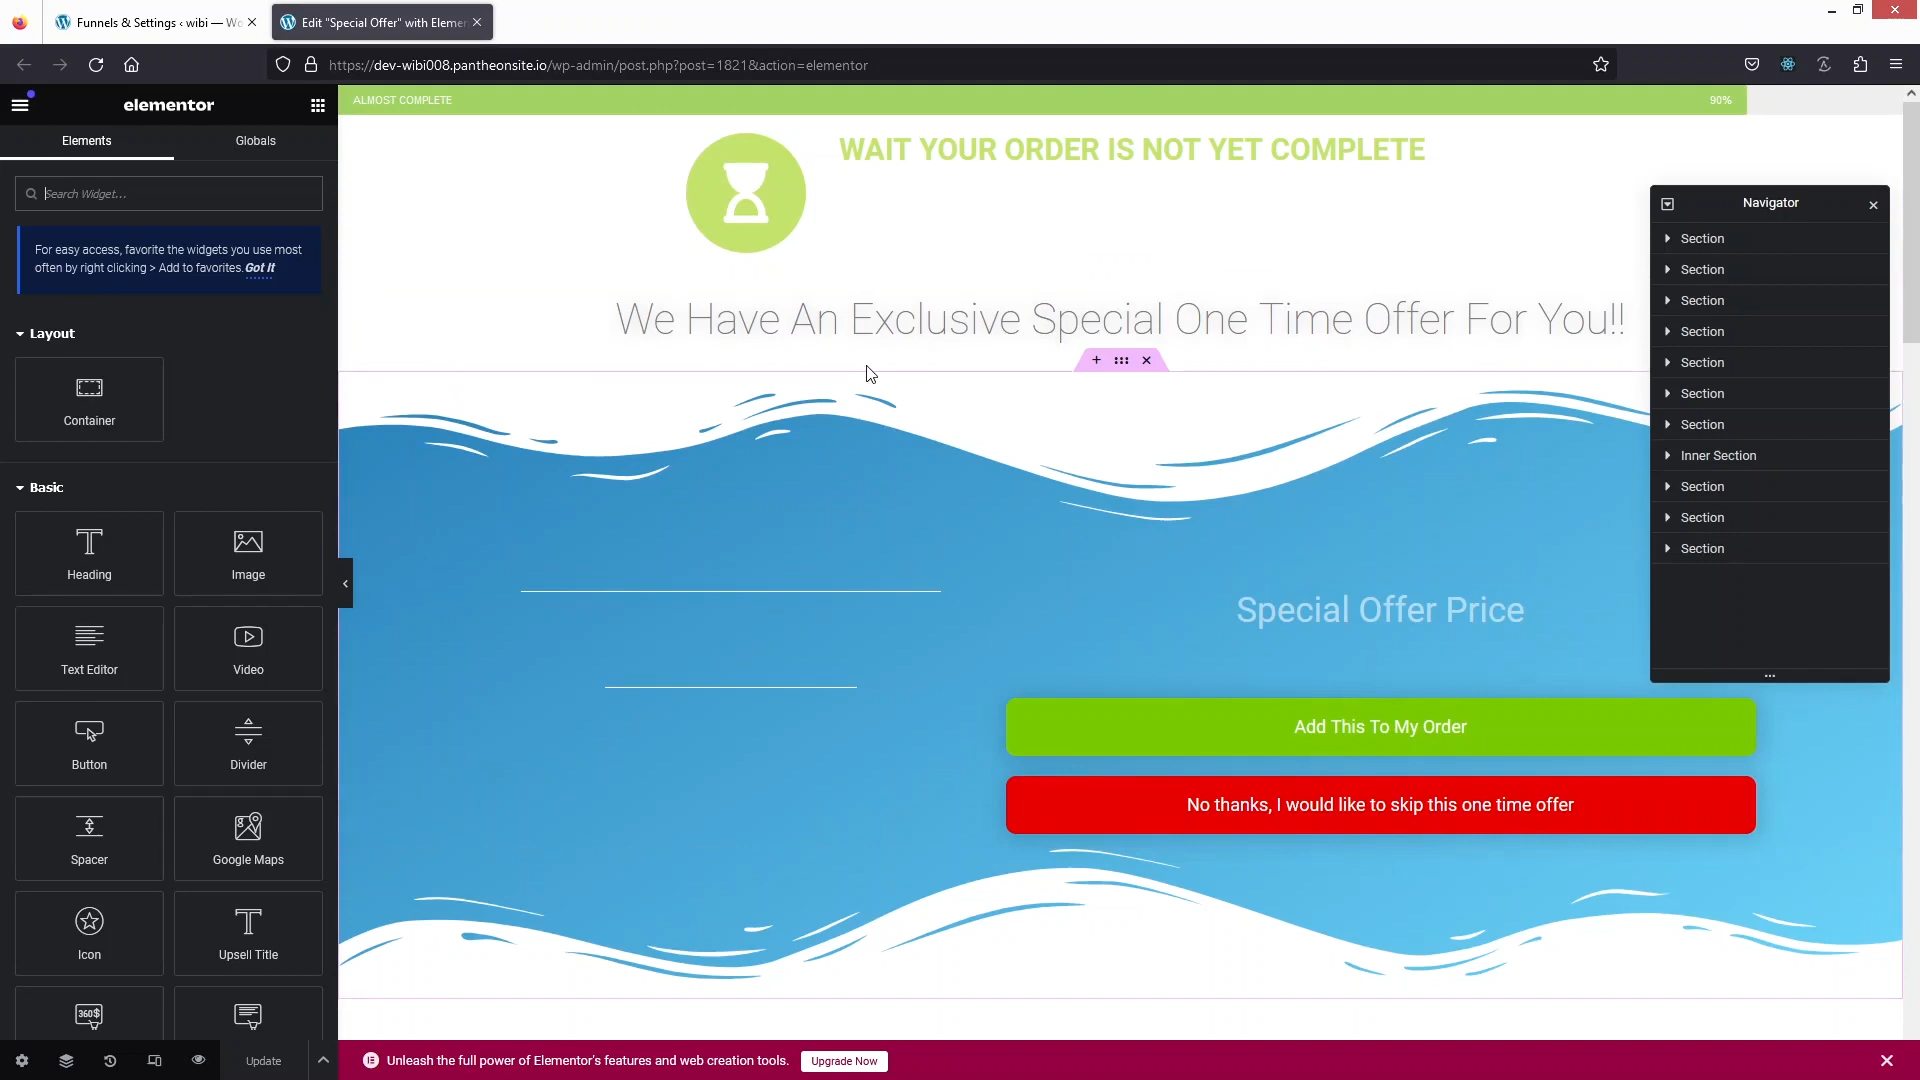 Funnels & Settings ‹ wibi — Wo
Edit "Special Offer" with Elemen
https://dev-wibi008.pantheonsite.io/wp-admin/post.php?post=1821&action=elementor
elementor
Elements
Globals
Search Widget...
For easy access, favorite the widgets you use most
often by right clicking > Add to favorites. Got It
Layout
Container
Basic
Heading
Image
Text Editor
Video
Button
Divider
Spacer
Google Maps
Icon
Upsell Title
360$
Update
ALMOST COMPLETE
90%
WAIT YOUR ORDER IS NOT YET COMPLETE
We Have An Exclusive Special One Time Offer For You!!
Special Offer Price
Add This To My Order
No thanks, I would like to skip this one time offer
Navigator
Section
Section
Section
Section
Section
Section
Section
Inner Section
Section
Section
Section
Unleash the full power of Elementor's features and web creation tools.
Upgrade Now